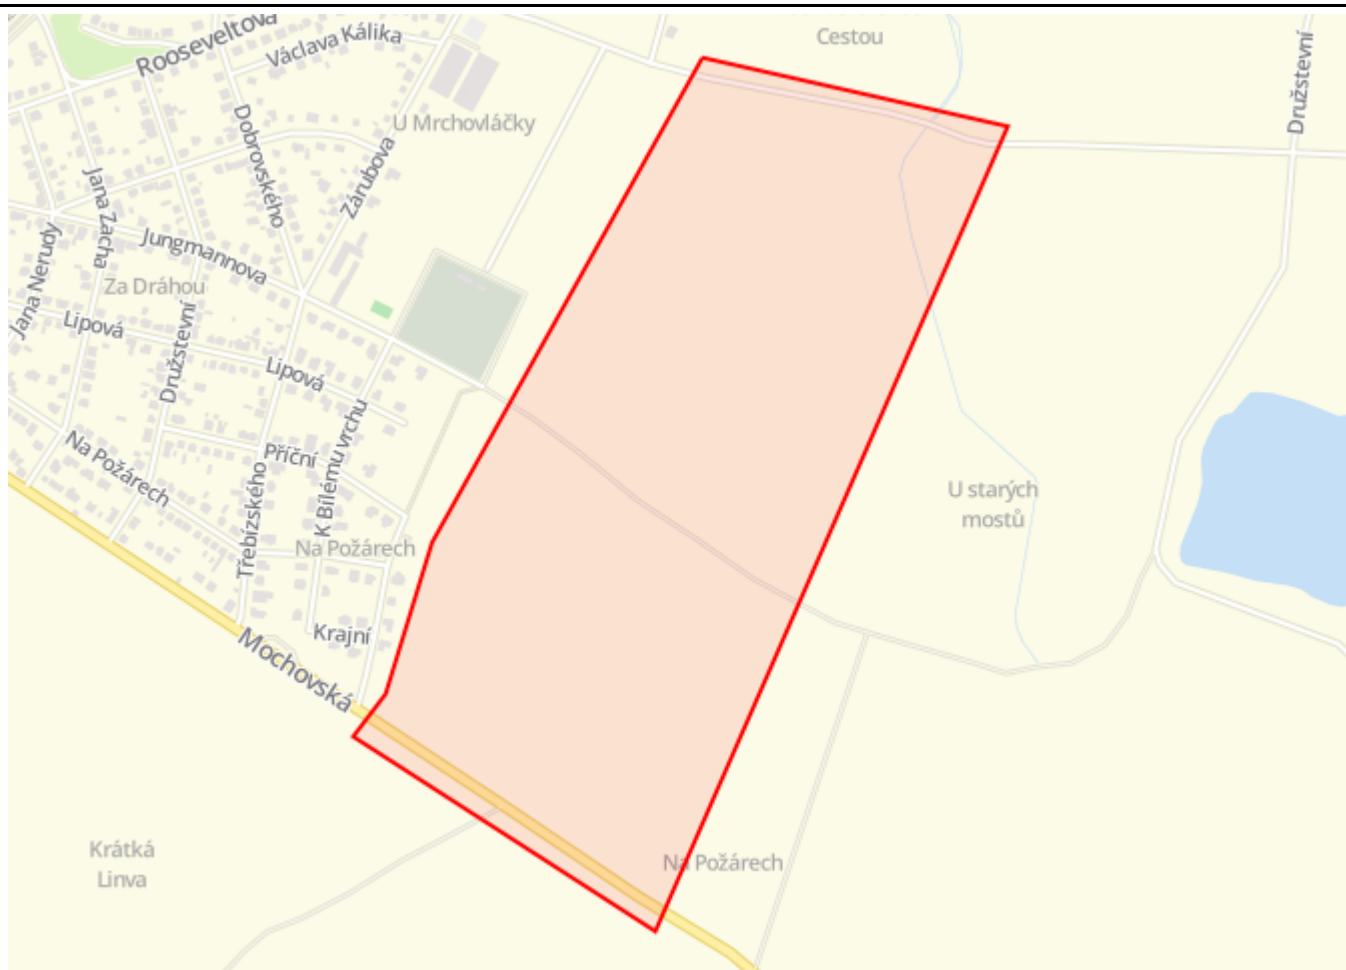 Rooseveltova
Václava Kálika
Cestou
Družstevní
U Mrchovláčky
Dobrovského
Zárubova
Jana Zacha
Jana Nerudy
Jungmannova
Za Dráhou
Lipová
Družstevní
Lipová
K Bílému vrchu
Na Požárech
Příční
Třebízského
U starých
mostů
Na Požárech
Krajní
Mochovská
Krátká
Linva
Na Požárech